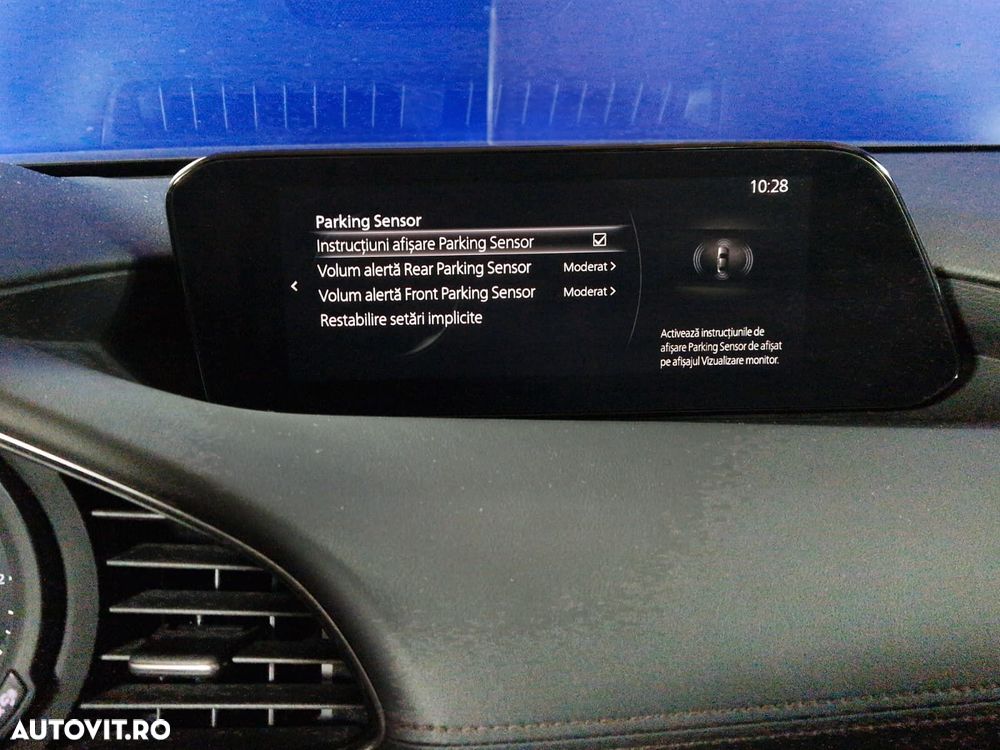 10:28
Parking Sensor
Instrucțiuni afișare Parking Sensor
Volum alertă Rear Parking Sensor Moderat
Volum alertă Front Parking Sensor Moderat
Restabilire setări implicite
Activează instrucțiunile de
afișare Parking Sensor de afișat
pe afișajul Vizualizare monitor.
2
AUTOVIT.RO